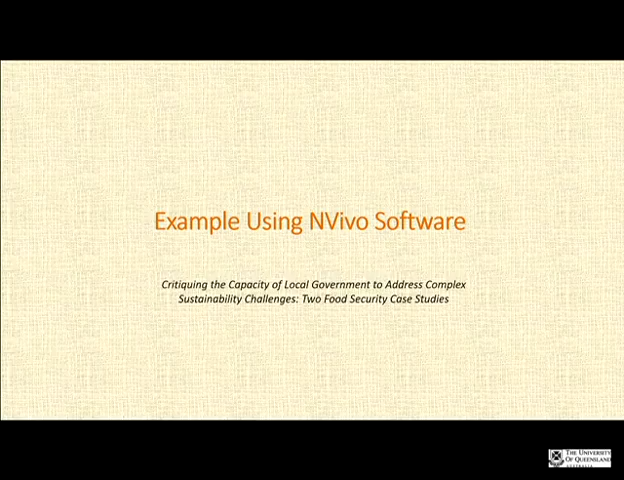 Example Using NVivo Software
Critiquing the Capacity of Local Government to Address Complex
Sustainability Challenges: Two Food Security Case Studies
THE UNIVERSITY
OF QUEENSLAND
AUSTRALIA